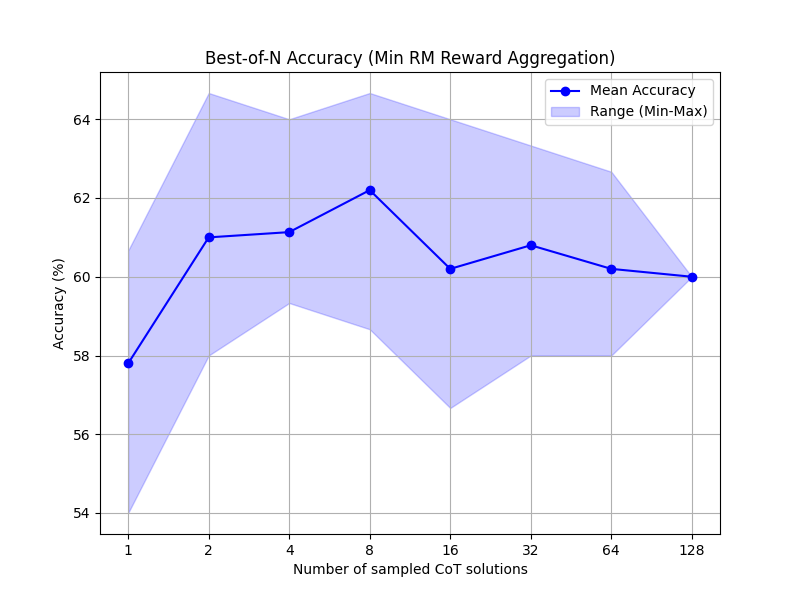 Best-of-N Accuracy (Min RM Reward Aggregation)
Mean Accuracy
Range (Min-Max)
Accuracy (%)
64
62
60
58
56
54
1 2 4 8 16 32 64 128
Number of sampled CoT solutions